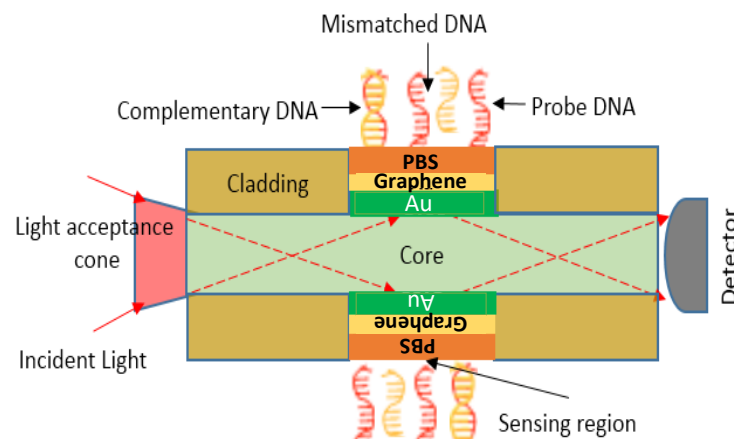 Mismatched DNA
Complementary DNA
Probe DNA
PBS
Cladding
Graphene
Au
Light acceptance
cone
Core
Detector
Au
Graphene
PBS
Incident Light
Sensing region